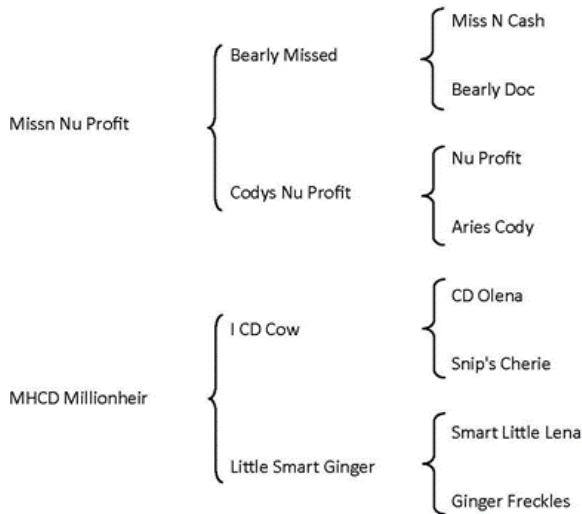 Miss N Cash
Bearly Missed
Bearly Doc
Missn Nu Profit
Nu Profit
Codys Nu Profit
Aries Cody
CD Olena
I CD Cow
Snip's Cherie
MHCD Millionheir
Smart Little Lena
Little Smart Ginger
Ginger Freckles